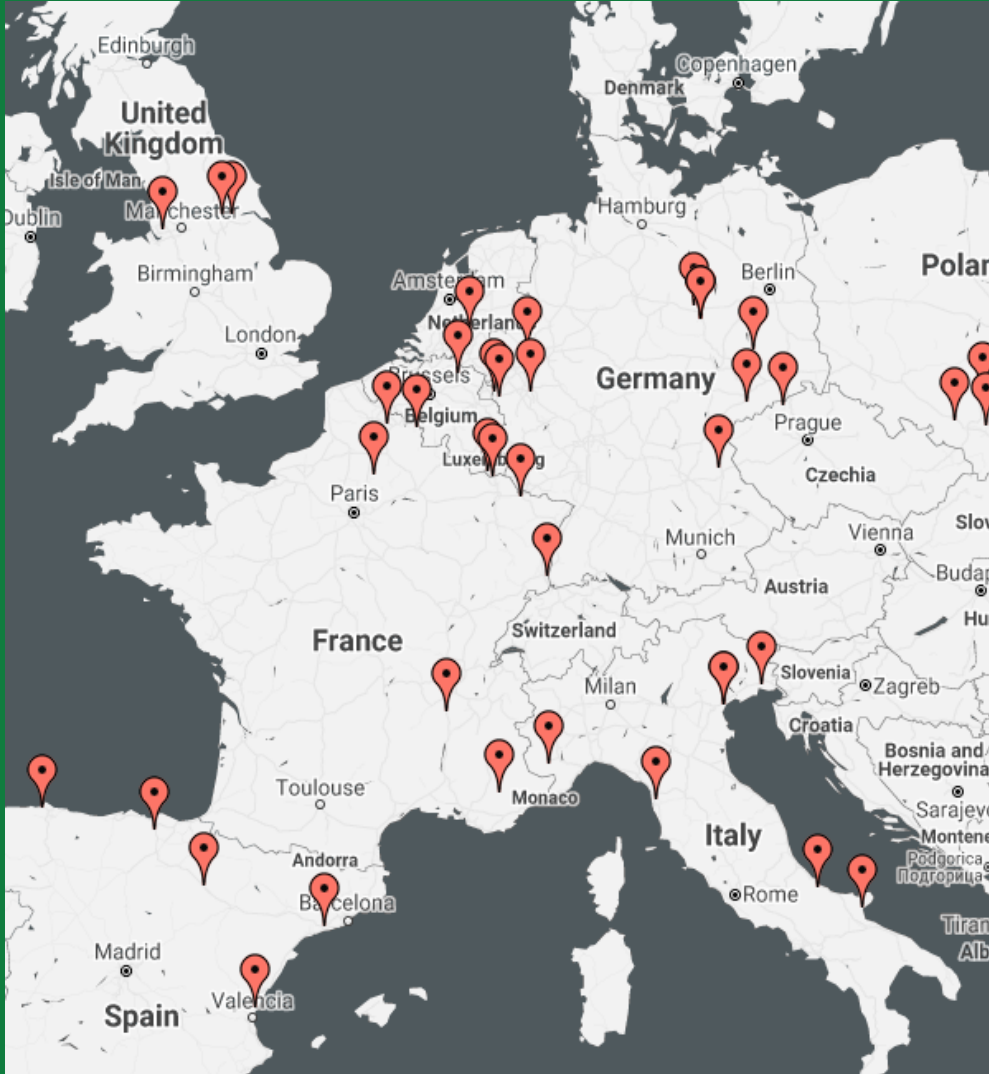 Edinburgh
Copenhagen
Denmark
United
Kingdom
Isle of Man
Dublin
Manchester
Hamburg
Birmingham
Amsterdam
Berlin
Polar
London
Netherland
Brussels
Germany
Belgium
Prague
Luxembourg
Czechia
Paris
Munich
Vienna
Slov
Budap
Austria
Hu
France
Switzerland
Slovenia
Milan
Zagreb
Croatia
Bosnia and
Herzegovina
Toulouse
Monaco
Sarajevo
Italy
Montene
Andorra
Podgorica
Подгорица
Barcelona
Rome
Tiran
Alb
Madrid
Valencia
Spain